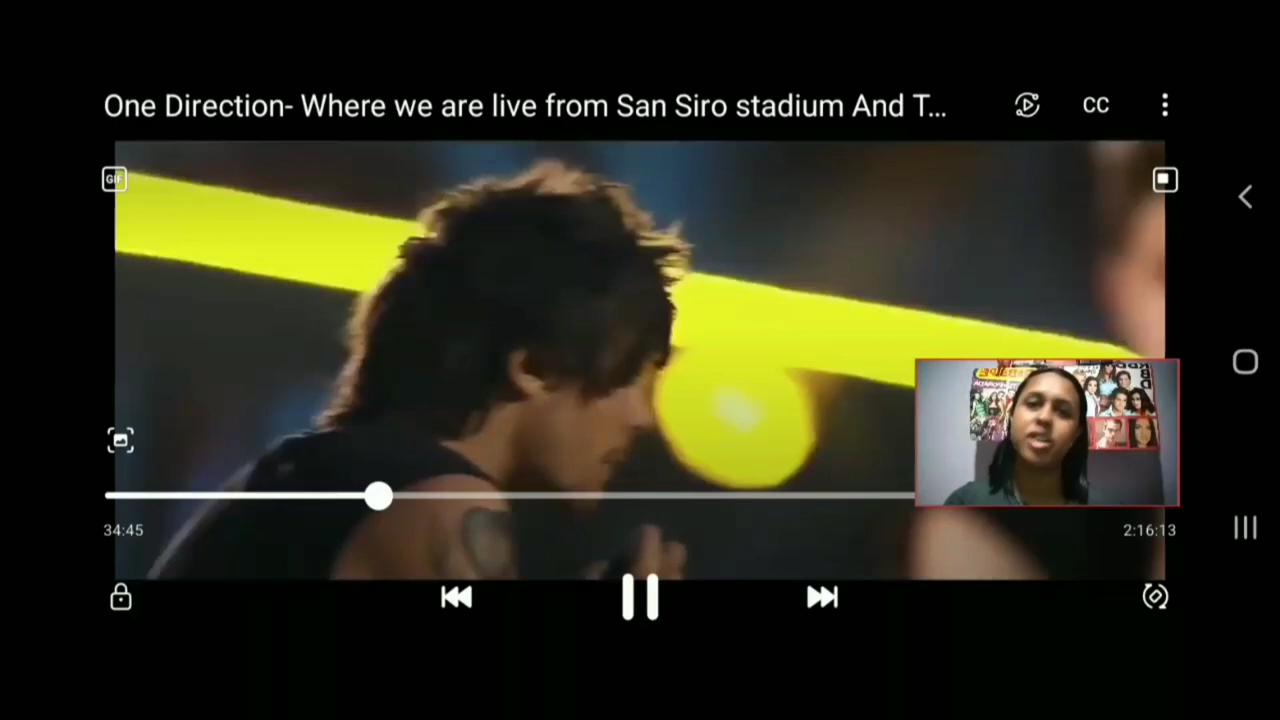 One Direction- Where we are live from San Siro stadium And T...
CC
GIF
34:45
2:16:13